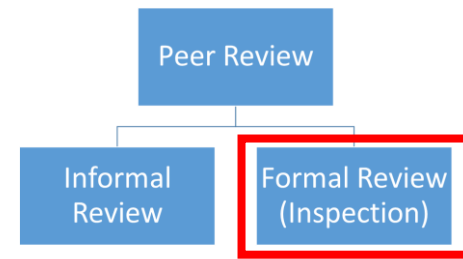 Peer Review
Informal
Review
Formal Review
(Inspection)